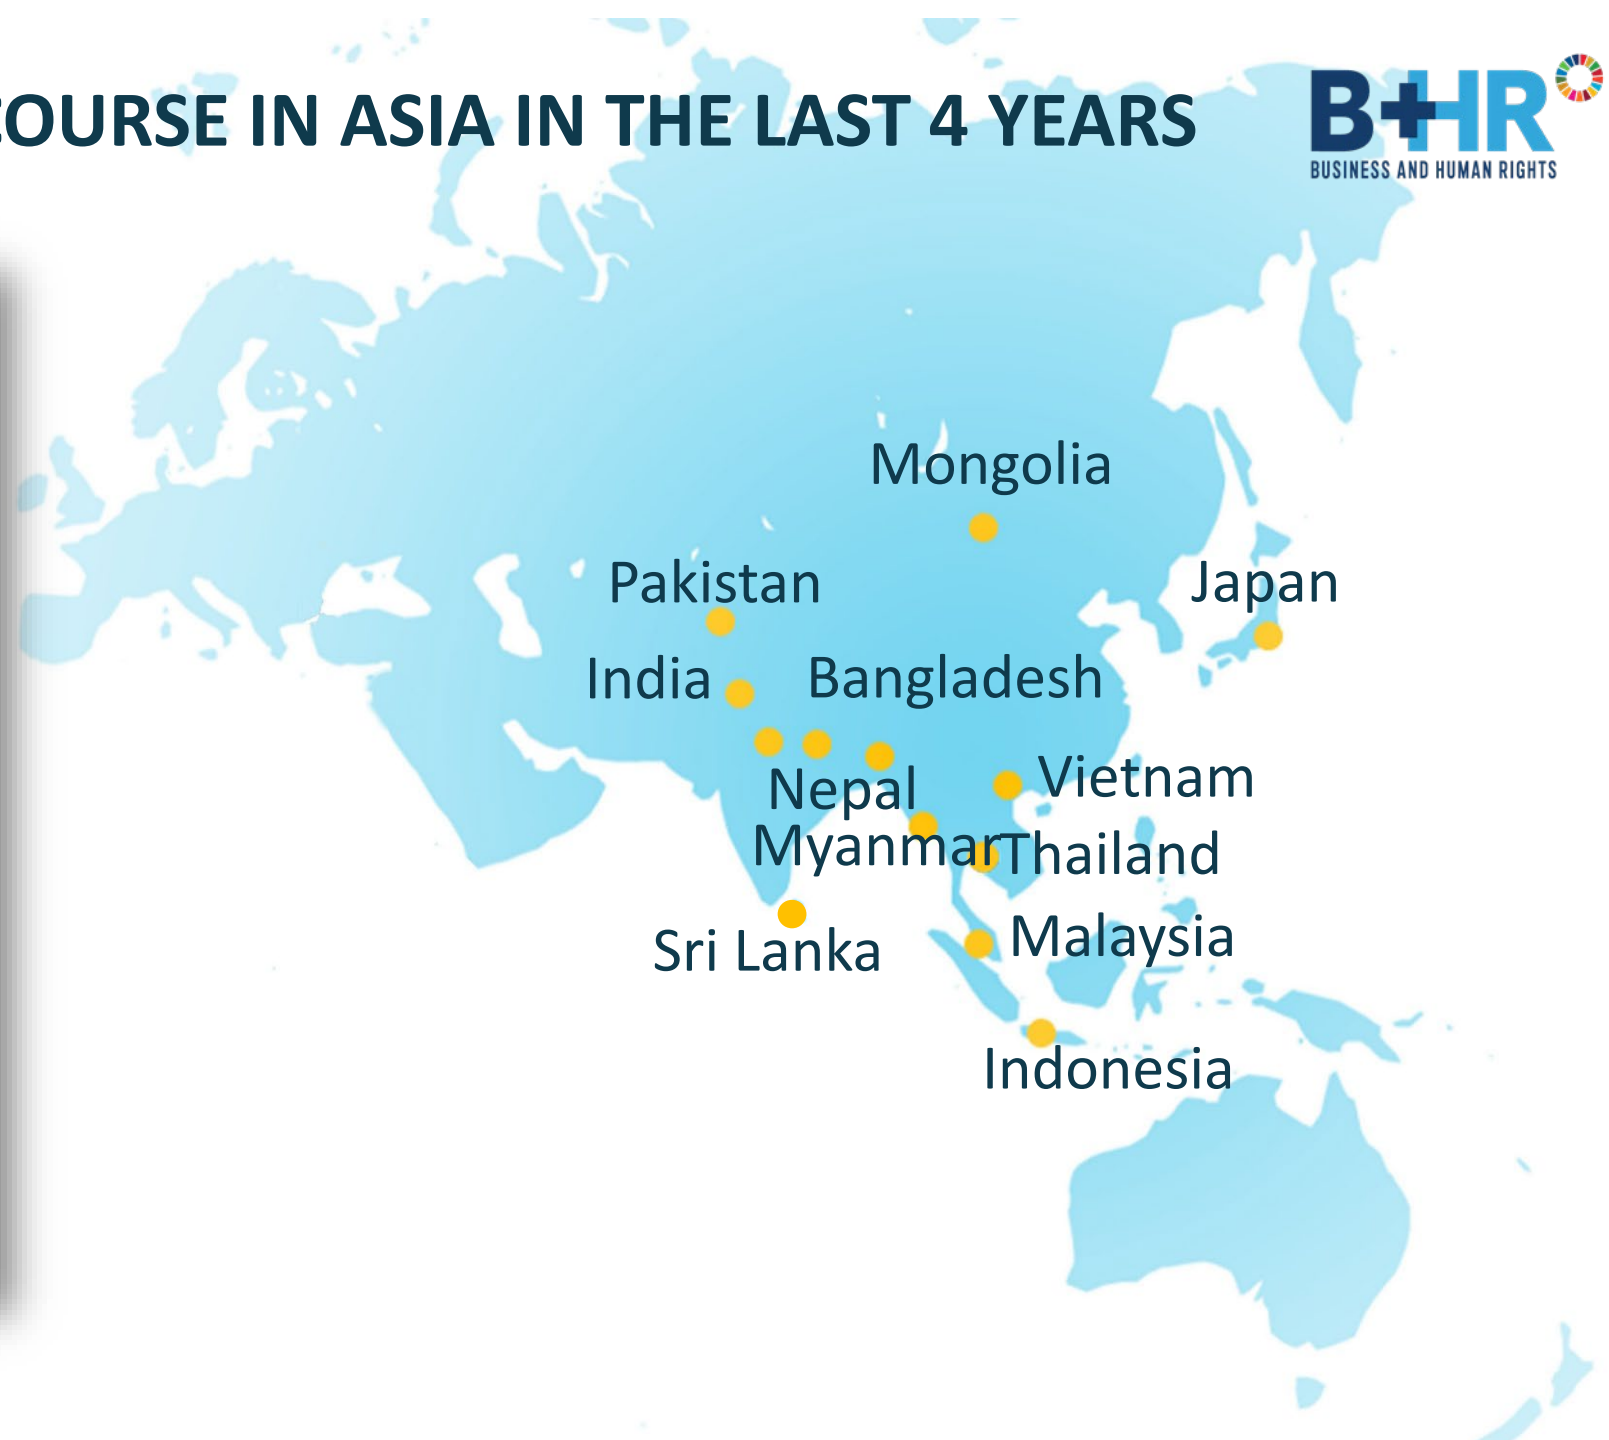 COURSE IN ASIA IN THE LAST 4 YEARS
B+HR
BUSINESS AND HUMAN RIGHTS
Mongolia
Pakistan
Japan
India
Bangladesh
Nepal
Vietnam
Myanmar
Thailand
Sri Lanka
Malaysia
Indonesia